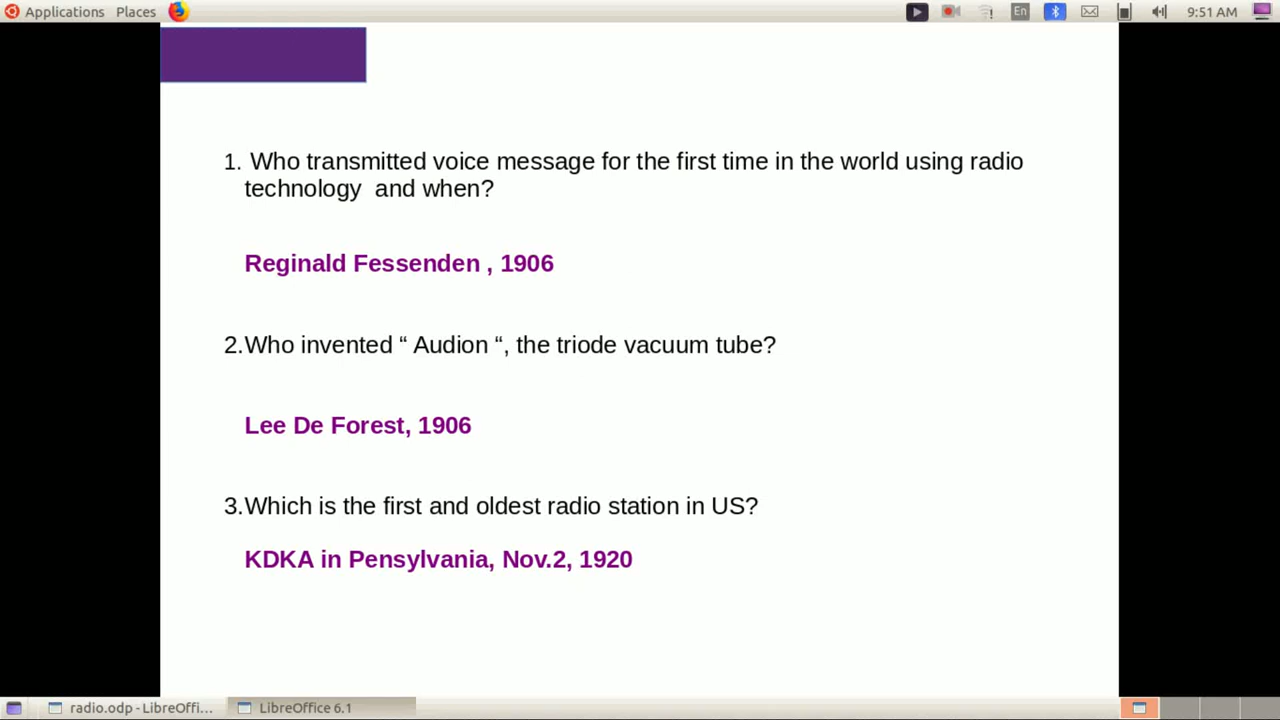 Applications Places En 9:51 AM
1. Who transmitted voice message for the first time in the world using radio
technology and when?
Reginald Fessenden , 1906
2.Who invented “ Audion “, the triode vacuum tube?
Lee De Forest, 1906
3.Which is the first and oldest radio station in US?
KDKA in Pensylvania, Nov.2, 1920
radio.odp - LibreOffi... LibreOffice 6.1